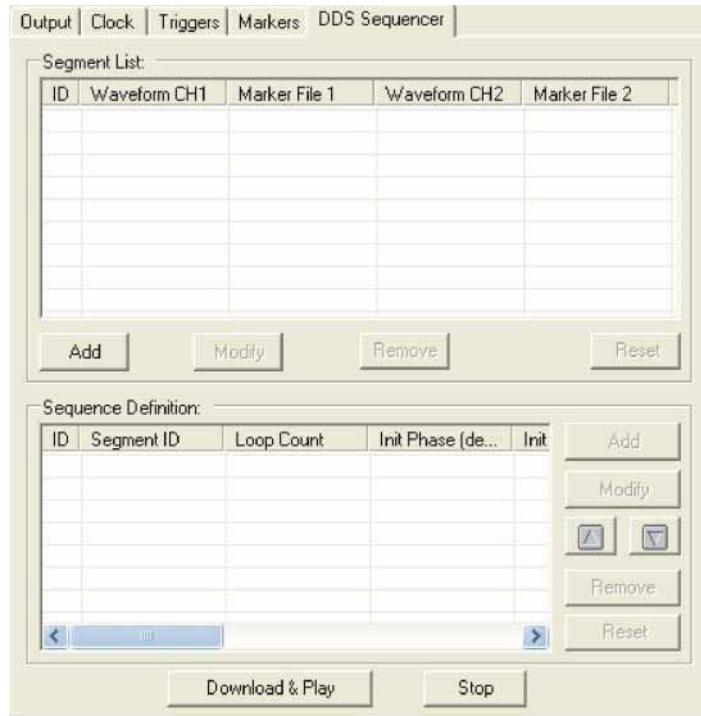 Output Clock Triggers Markers DDS Sequencer
Segment List:
ID Waveform CH1 Marker File 1 Waveform CH2 Marker File 2
Add Modify Remove Reset
Sequence Definition:
ID Segment ID Loop Count Init Phase (de... Init
Add
Modify
Remove
Reset
Download & Play Stop